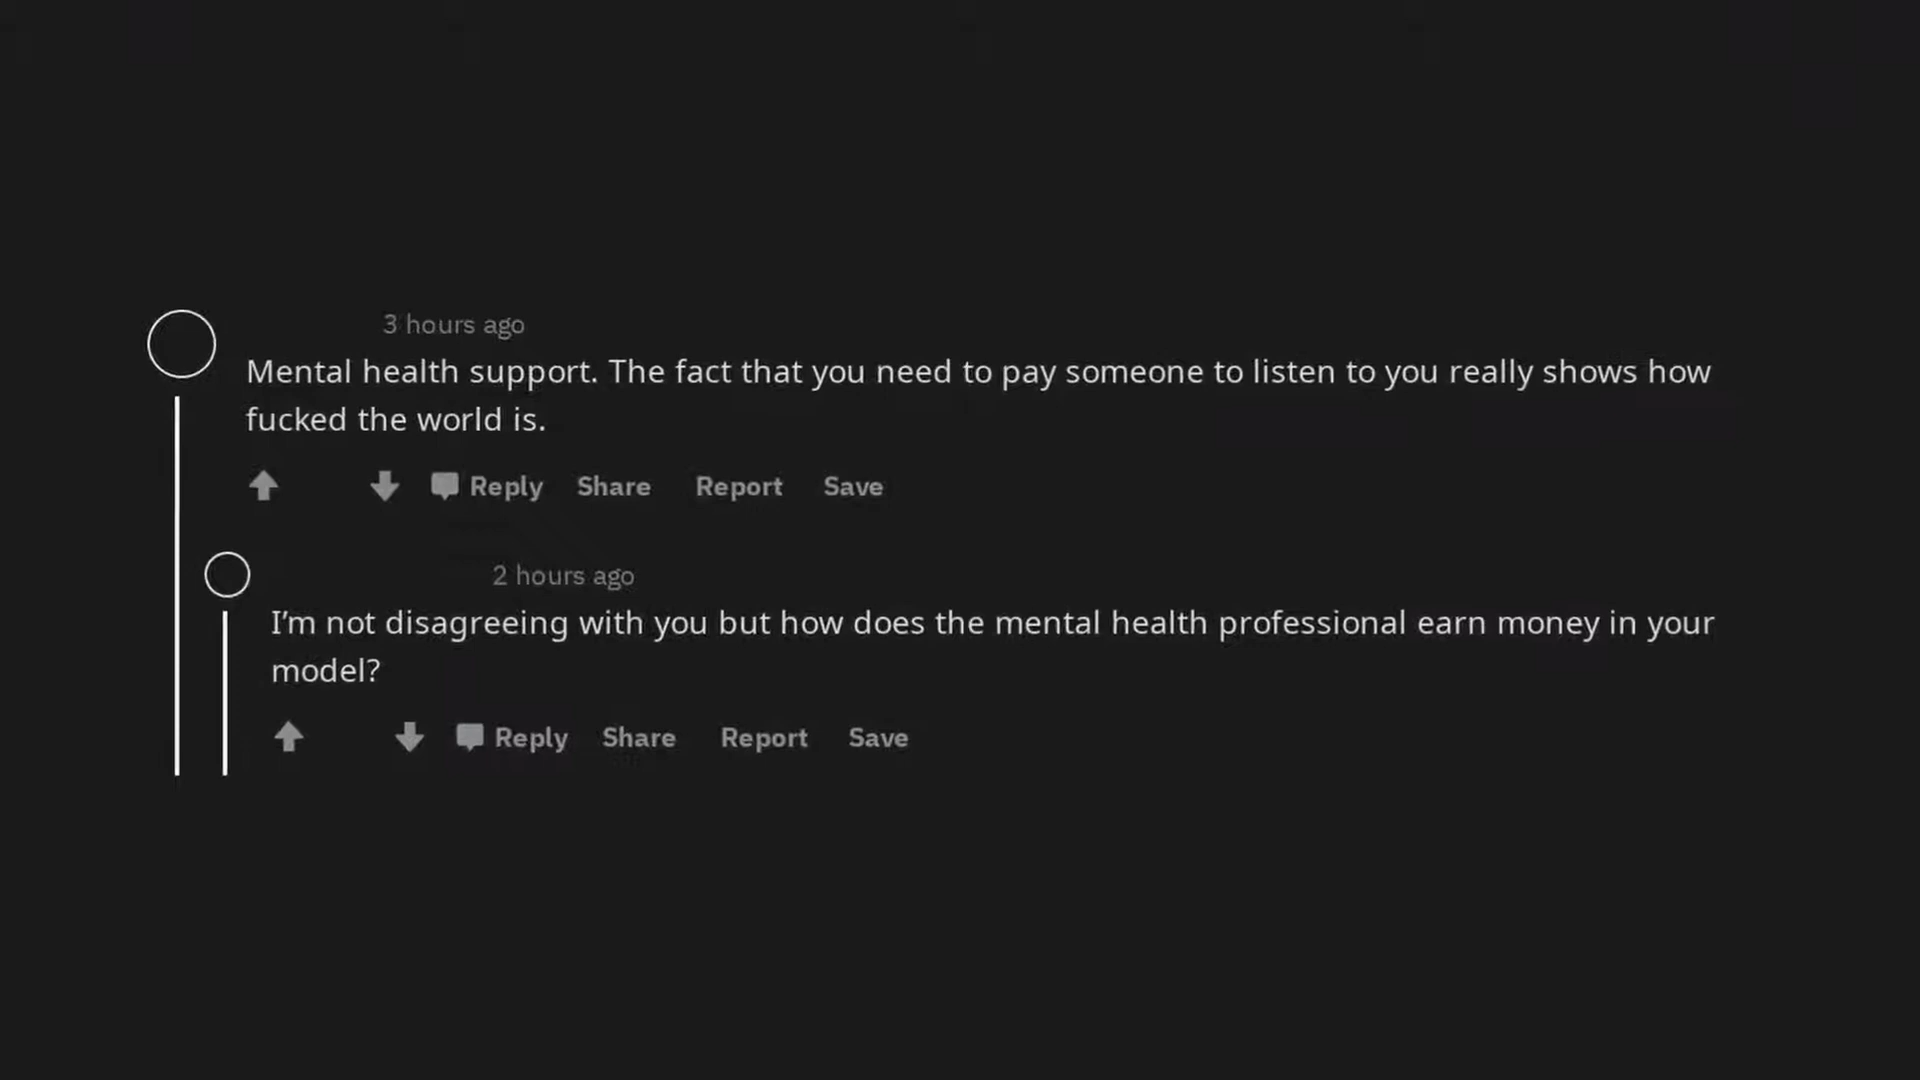 3 hours ago
Mental health support. The fact that you need to pay someone to listen to you really shows how
fucked the world is.
Reply Share Report Save
2 hours ago
I’m not disagreeing with you but how does the mental health professional earn money in your
model?
Reply Share Report Save